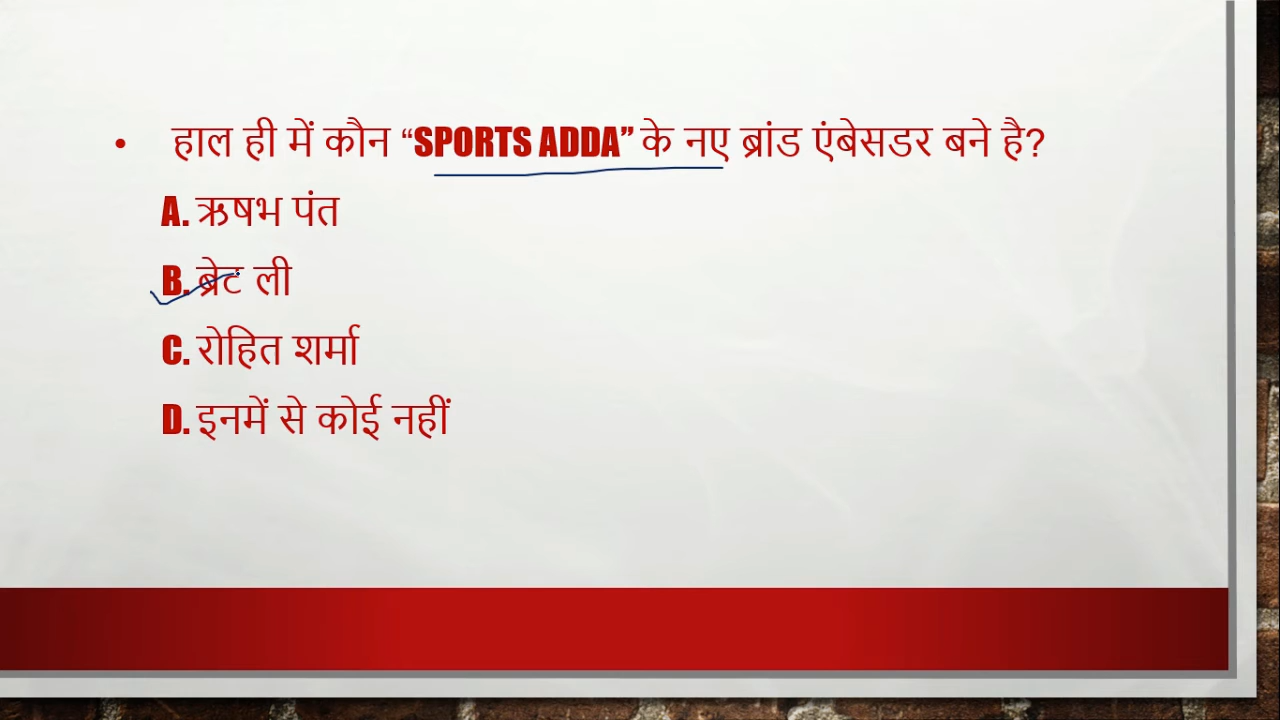 • हाल ही में कौन “SPORTS ADDA” के नए ब्रांड एंबेसडर बने है?
A. ऋषभ पंत
B. ब्रेट ली
C. रोहित शर्मा
D. इनमें से कोई नहीं